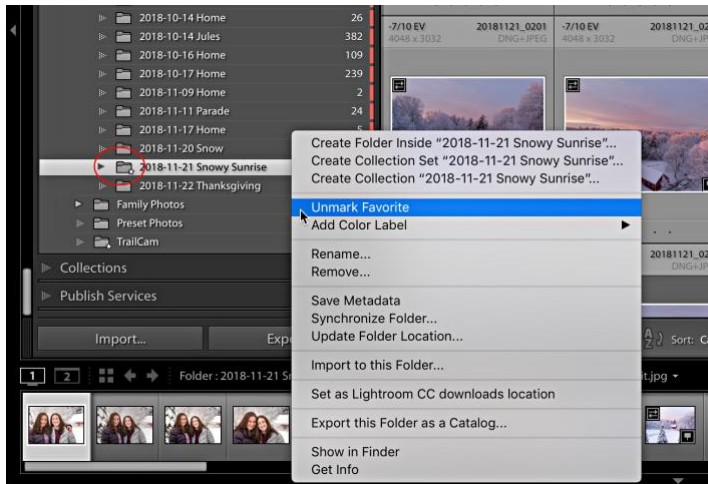 2018-10-14 Home 26
2018-10-14 Jules 382
2018-10-16 Home 109
2018-10-17 Home 239
2018-11-09 Home 2
2018-11-11 Parade 24
2018-11-17 Home
2018-11-20 Snow
2018-11-21 Snowy Sunrise
2018-11-22 Thanksgiving
Family Photos
Preset Photos
TrailCam
Collections
Publish Services
Import...
Expo
-7/10 EV 20181121_0201
4048 x 3032 DNG+JPEG
-7/10 EV 20181121_02
4048 x 3032 DNG+JP
Create Folder Inside “2018-11-21 Snowy Sunrise”...
Create Collection Set “2018-11-21 Snowy Sunrise”...
Create Collection “2018-11-21 Snowy Sunrise”...
Unmark Favorite
Add Color Label
Rename...
Remove...
Save Metadata
Synchronize Folder...
Update Folder Location...
Import to this Folder...
Set as Lightroom CC downloads location
Export this Folder as a Catalog...
Show in Finder
Get Info
20181121_02
DNG+JP
Sort: Ca
1 2 Folder : 2018-11-21 Sn
it.jpg